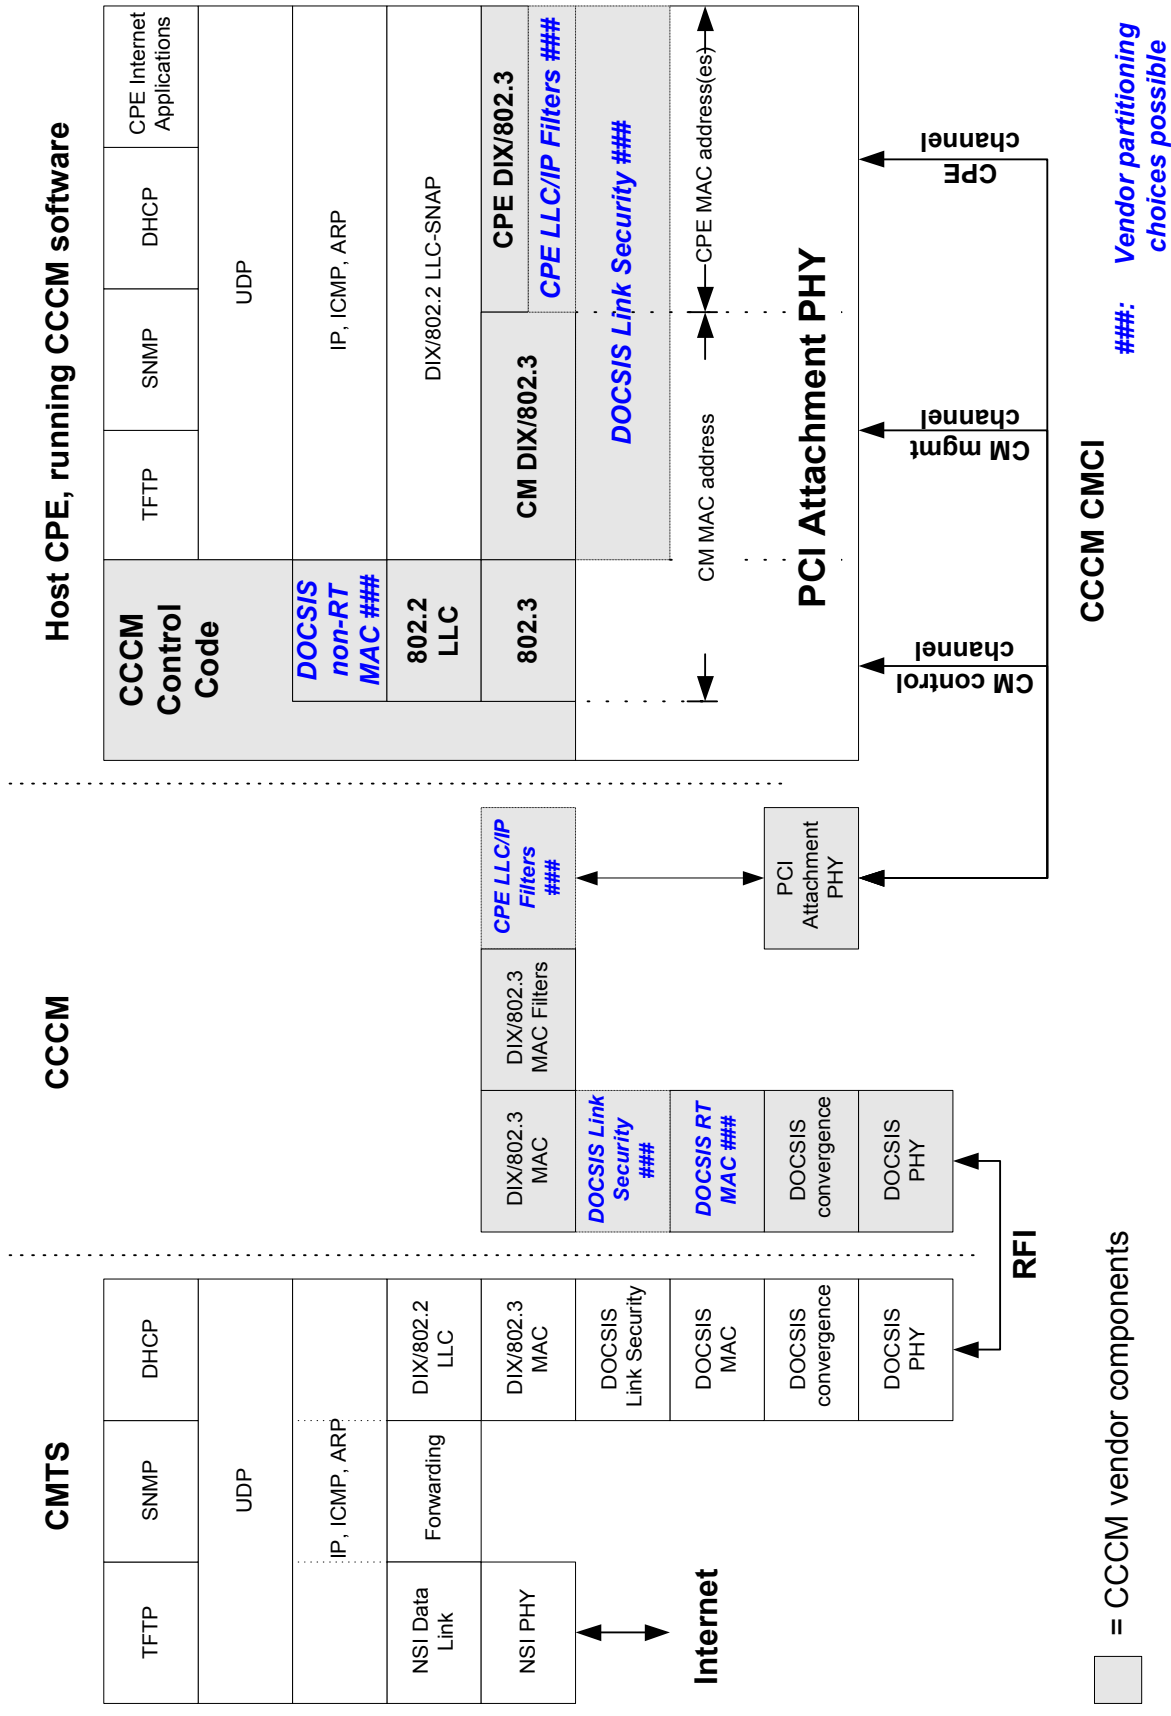 CMTS
TFTP
SNMP
DHCP
UDP
IP, ICMP, ARP
NSI Data
Link
Forwarding
DIX/802.2
LLC
NSI PHY
DIX/802.3
MAC
DOCSIS
Link Security
DOCSIS
MAC
DOCSIS
convergence
DOCSIS
PHY
Internet
RFI
CCCM
DIX/802.3
MAC
DIX/802.3
MAC Filters
CPE LLC/IP
Filters
###
DOCSIS Link
Security
###
DOCSIS RT
MAC ###
DOCSIS
convergence
PCI
Attachment
PHY
DOCSIS
PHY
Host CPE, running CCCM software
CCCM
Control
Code
TFTP
SNMP
DHCP
CPE Internet
Applications
UDP
DOCSIS
non-RT
MAC ###
IP, ICMP, ARP
802.2
LLC
DIX/802.2 LLC-SNAP
802.3
CM DIX/802.3
CPE DIX/802.3
CPE LLC/IP Filters ###
DOCSIS Link Security ###
CM MAC address
CPE MAC address(es)
PCI Attachment PHY
CM control
channel
CM mgmt
channel
CPE
channel
CCCM CMCI
= CCCM vendor components
###: Vendor partitioning
choices possible